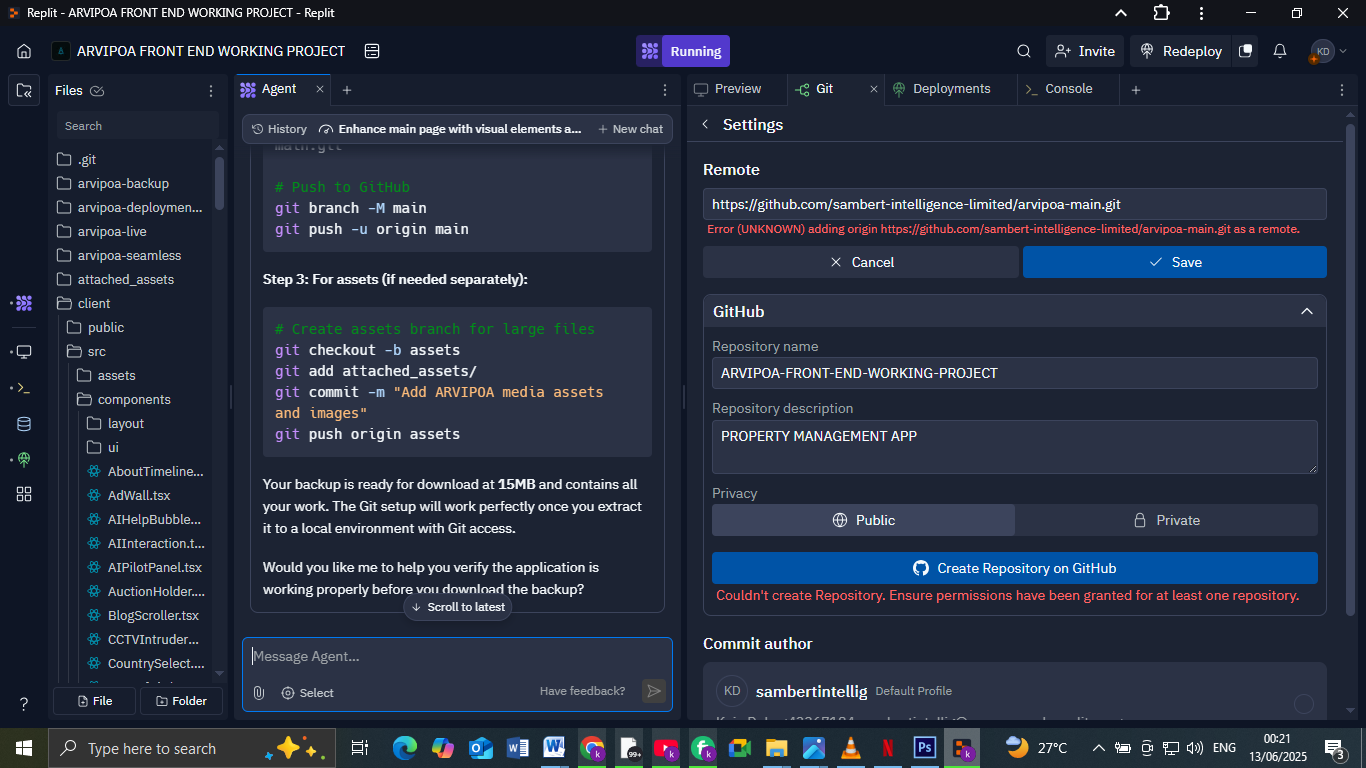 Replit - ARVIPOA FRONT END WORKING PROJECT - Replit
ARVIPOA FRONT END WORKING PROJECT
Running
Invite
Redeploy
KD
Files
Search
.git
arvipoa-backup
arvipoa-deploymen...
arvipoa-live
arvipoa-seamless
attached_assets
client
public
src
assets
components
layout
ui
AboutTimeline...
AdWall.tsx
AIHelpBubble...
AIInteraction.t...
AIPilotPanel.tsx
AuctionHolder...
BlogScroller.tsx
CCTVIntruder...
CountrySelect....
File
Folder
Agent
History
Enhance main page with visual elements a...
New chat
main.git
# Push to GitHub
git branch -M main
git push -u origin main
Step 3: For assets (if needed separately):
# Create assets branch for large files
git checkout -b assets
git add attached_assets/
git commit -m "Add ARVIPOA media assets
and images"
git push origin assets
Your backup is ready for download at 15MB and contains all
your work. The Git setup will work perfectly once you extract
it to a local environment with Git access.
Would you like me to help you verify the application is
working properly before you download the backup?
Scroll to latest
Message Agent...
Select
Have feedback?
Preview
Git
Deployments
Console
Settings
Remote
https://github.com/sambert-intelligence-limited/arvipoa-main.git
Error (UNKNOWN) adding origin https://github.com/sambert-intelligence-limited/arvipoa-main.git as a remote.
Cancel
Save
GitHub
Repository name
ARVIPOA-FRONT-END-WORKING-PROJECT
Repository description
PROPERTY MANAGEMENT APP
Privacy
Public
Private
Create Repository on GitHub
Couldn't create Repository. Ensure permissions have been granted for at least one repository.
Commit author
KD
sambertintellig
Default Profile
?
Type here to search
99+
27°C
ENG
00:21
13/06/2025
3